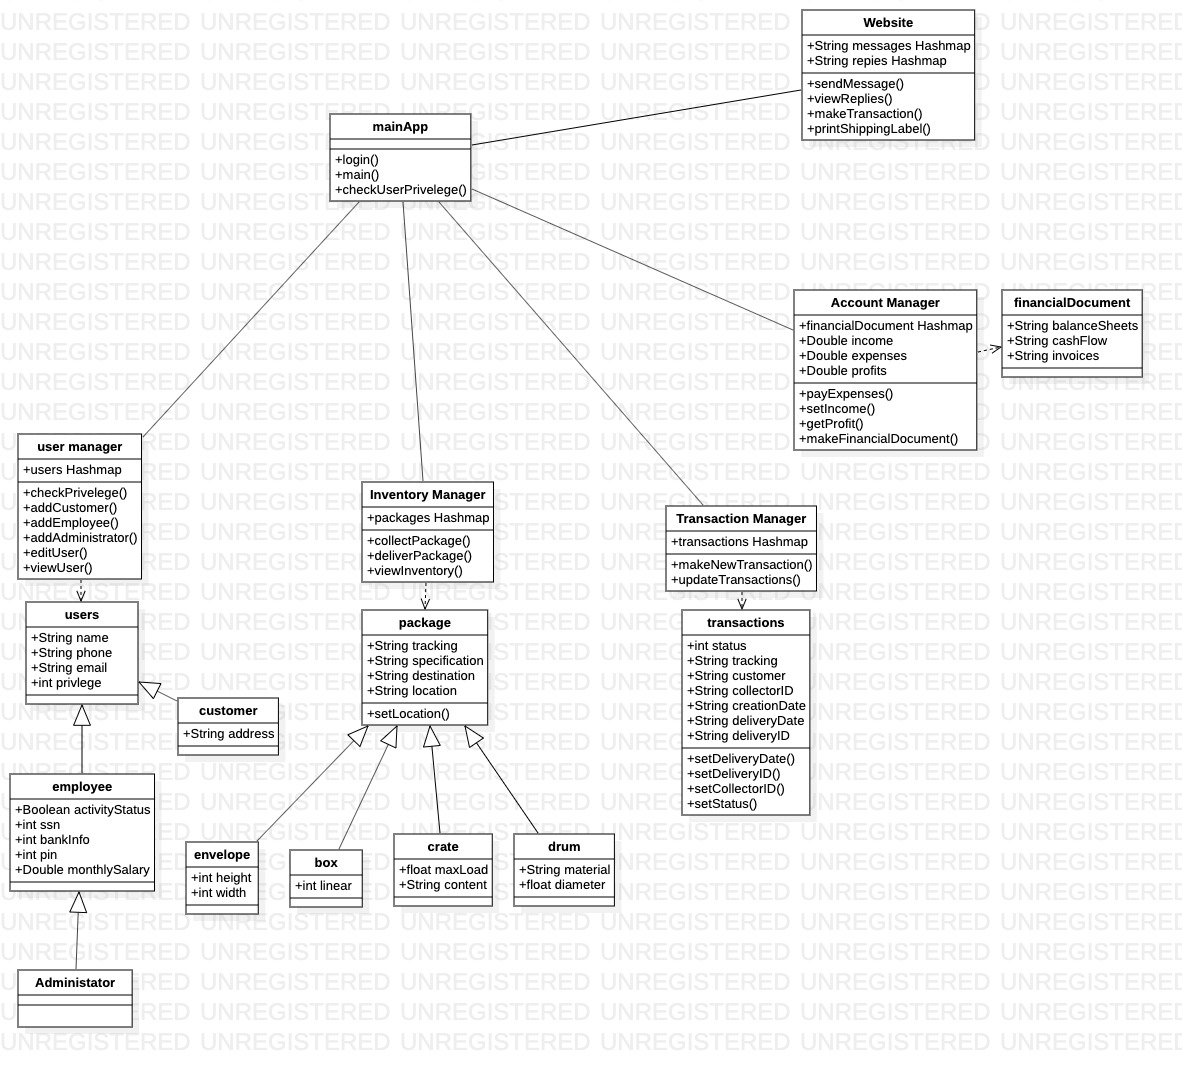 Website
+String messages Hashmap
+String repies Hashmap
+sendMessage()
+viewReplies()
+makeTransaction()
+printShippingLabel()
mainApp
+login()
+main()
+checkUserPrivelege()
Account Manager
+financialDocument Hashmap
+Double income
+Double expenses
+Double profits
+payExpenses()
+setIncome()
+getProfit()
+makeFinancialDocument()
financialDocument
+String balanceSheets
+String cashFlow
+String invoices
user manager
+users Hashmap
+checkPrivelege()
+addCustomer()
+addEmployee()
+addAdministrator()
+editUser()
+viewUser()
Inventory Manager
+packages Hashmap
+collectPackage()
+deliverPackage()
+viewInventory()
Transaction Manager
+transactions Hashmap
+makeNewTransaction()
+updateTransactions()
users
+String name
+String phone
+String email
+int privlege
customer
+String address
package
+String tracking
+String specification
+String destination
+String location
+setLocation()
transactions
+int status
+String tracking
+String customer
+String collectorID
+String creationDate
+String deliveryDate
+String deliveryID
+setDeliveryDate()
+setDeliveryID()
+setCollectorID()
+setStatus()
employee
+Boolean activityStatus
+int ssn
+int bankInfo
+int pin
+Double monthlySalary
envelope
+int height
+int width
box
+int linear
crate
+float maxLoad
+String content
drum
+String material
+float diameter
Administator
UNREGISTERED